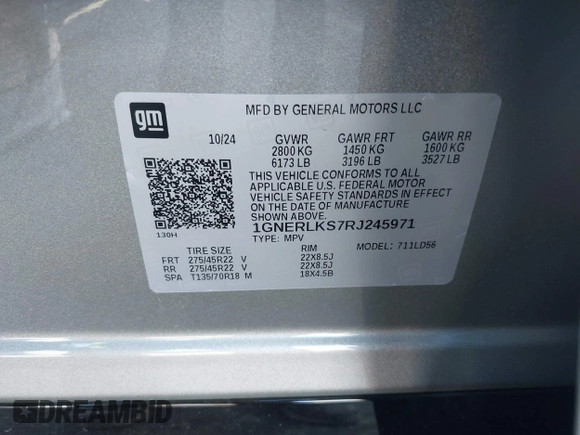 gm
MFD BY GENERAL MOTORS LLC
10/24 GVWR GAWR FRT GAWR RR
2800 KG 1450 KG 1600 KG
6173 LB 3196 LB 3527 LB
THIS VEHICLE CONFORMS TO ALL
APPLICABLE U.S. FEDERAL MOTOR
VEHICLE SAFETY STANDARDS IN EFFECT
ON THE DATE OF MANUFACTURE
SHOWN ABOVE.
1GNERLKS7RJ245971
130H
TYPE: MPV MODEL: 711LD56
TIRE SIZE RIM
FRT 275/45R22 V 22X8.5J
RR 275/45R22 V 22X8.5J
SPA T135/70R18 M 18X4.5B
DREAMBID